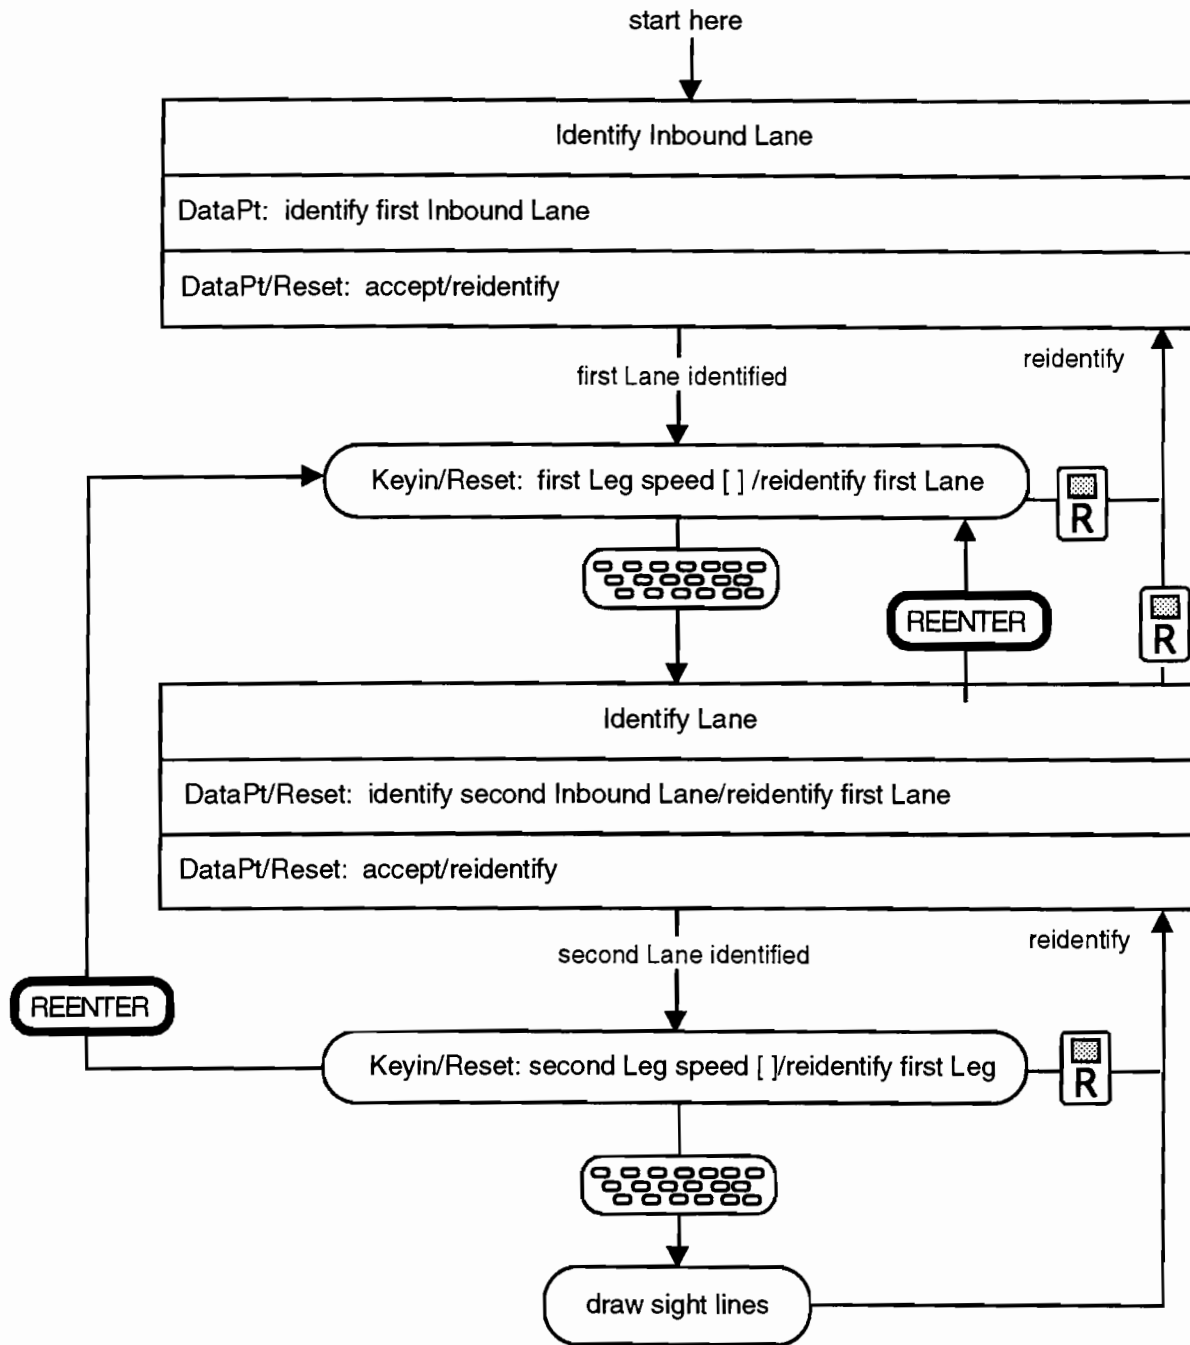 start here
Identify Inbound Lane
DataPt: identify first Inbound Lane
DataPt/Reset: accept/reidentify
first Lane identified
reidentify
Keyin/Reset: first Leg speed [ ] /reidentify first Lane
R
REENTER
R
Identify Lane
DataPt/Reset: identify second Inbound Lane/reidentify first Lane
DataPt/Reset: accept/reidentify
second Lane identified
reidentify
REENTER
Keyin/Reset: second Leg speed [ ]/reidentify first Leg
R
draw sight lines